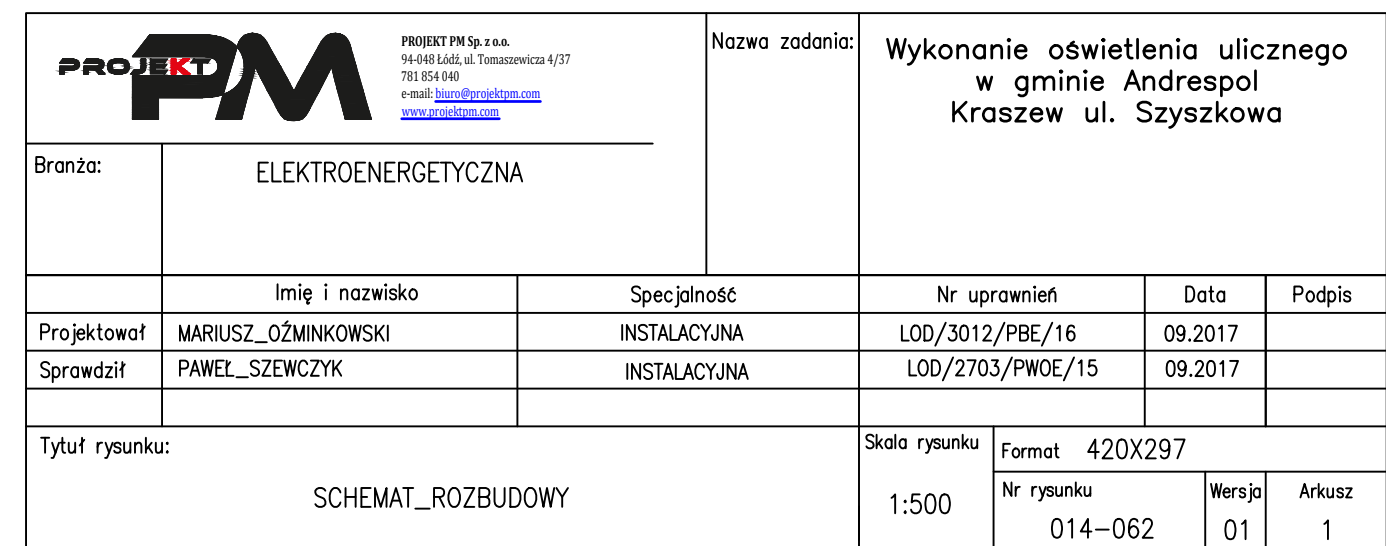 PROJEKT PM
PROJEKT PM Sp. z o.o.
94-048 Łódź, ul. Tomaszewicza 4/37
781 854 040
e-mail: biuro@projektpm.com
www.projektpm.com
Nazwa zadania:
Wykonanie oświetlenia ulicznego
w gminie Andrespol
Kraszew ul. Szyszkowa
Branża:
ELEKTROENERGETYCZNA
Imię i nazwisko Specjalność Nr uprawnień Data Podpis
Projektował MARIUSZ_OŹMINKOWSKI INSTALACYJNA LOD/3012/PBE/16 09.2017
Sprawdził PAWEŁ_SZEWCZYK INSTALACYJNA LOD/2703/PWOE/15 09.2017
Tytuł rysunku:
SCHEMAT_ROZBUDOWY
Skala rysunku
1:500
Format 420X297
Nr rysunku Wersja Arkusz
014-062 01 1